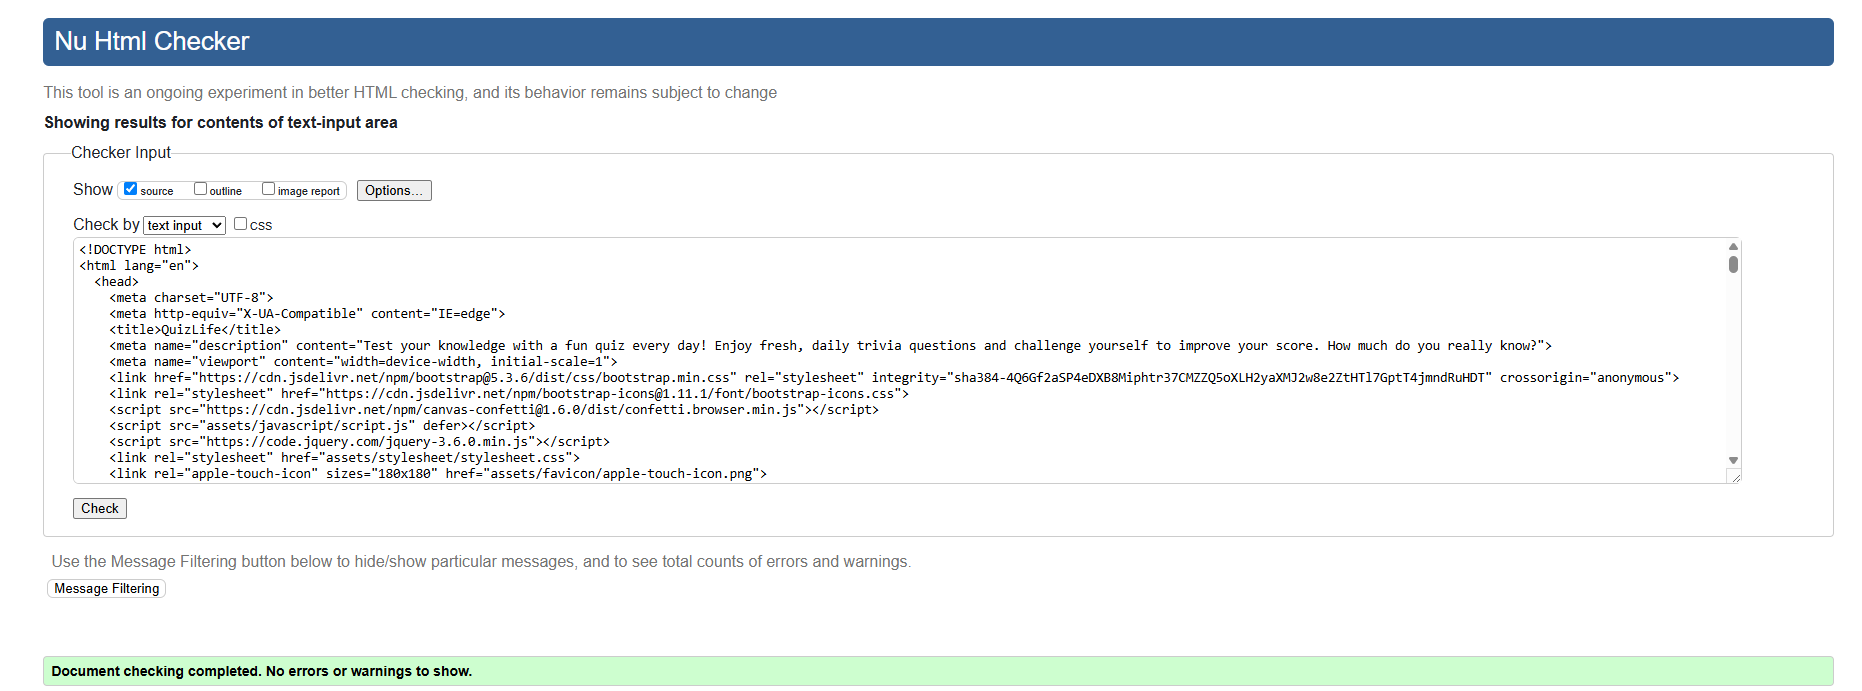 Nu Html Checker
This tool is an ongoing experiment in better HTML checking, and its behavior remains subject to change
Showing results for contents of text-input area
Checker Input
Show source outline image report Options...
Check by text input css
<!DOCTYPE html>
<html lang="en">
<head>
<meta charset="UTF-8">
<meta http-equiv="X-UA-Compatible" content="IE=edge">
<title>QuizLife</title>
<meta name="description" content="Test your knowledge with a fun quiz every day! Enjoy fresh, daily trivia questions and challenge yourself to improve your score. How much do you really know?">
<meta name="viewport" content="width=device-width, initial-scale=1">
<link href="https://cdn.jsdelivr.net/npm/bootstrap@5.3.6/dist/css/bootstrap.min.css" rel="stylesheet" integrity="sha384-4Q6Gf2aSP4eDXB8Miphtr37CMZZQ5oXLH2yaXMJ2w8e2ZtHTl7GptT4jmndRuHDT" crossorigin="anonymous">
<link rel="stylesheet" href="https://cdn.jsdelivr.net/npm/bootstrap-icons@1.11.1/font/bootstrap-icons.css">
<script src="https://cdn.jsdelivr.net/npm/canvas-confetti@1.6.0/dist/confetti.browser.min.js"></script>
<script src="assets/javascript/script.js" defer></script>
<script src="https://code.jquery.com/jquery-3.6.0.min.js"></script>
<link rel="stylesheet" href="assets/stylesheet/stylesheet.css">
<link rel="apple-touch-icon" sizes="180x180" href="assets/favicon/apple-touch-icon.png">
Check
Use the Message Filtering button below to hide/show particular messages, and to see total counts of errors and warnings.
Message Filtering
Document checking completed. No errors or warnings to show.